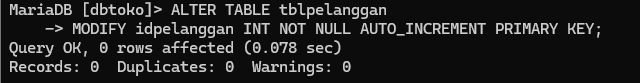 MariaDB [dbtoko]> ALTER TABLE tblpelanggan
    -> MODIFY idpelanggan INT NOT NULL AUTO_INCREMENT PRIMARY KEY;
Query OK, 0 rows affected (0.078 sec)
Records: 0  Duplicates: 0  Warnings: 0